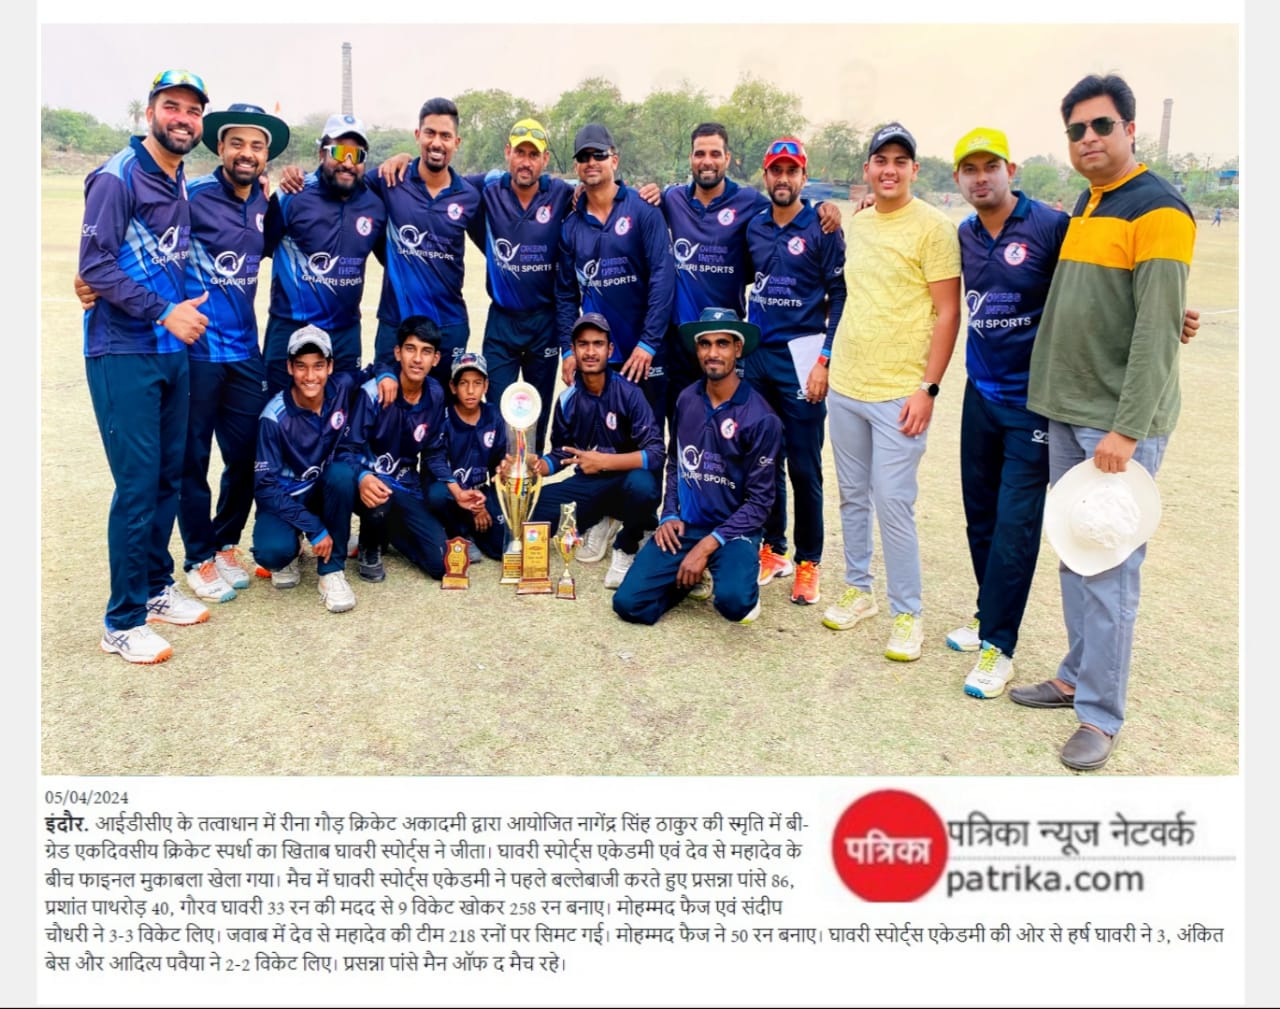 ONESS
INFRA
GHAVRI SPORTS
05/04/2024
इंदौर. आईडीसीए के तत्वाधान में रीना गौड़ क्रिकेट अकादमी द्वारा आयोजित नागेंद्र सिंह ठाकुर की स्मृति में बी-
ग्रेड एकदिवसीय क्रिकेट स्पर्धा का खिताब घावरी स्पोर्ट्स ने जीता। घावरी स्पोर्ट्स एकेडमी एवं देव से महादेव के
बीच फाइनल मुकाबला खेला गया। मैच में घावरी स्पोर्ट्स एकेडमी ने पहले बल्लेबाजी करते हुए प्रसन्ना पांसे 86,
प्रशांत पाथरोड़ 40, गौरव घावरी 33 रन की मदद से 9 विकेट खोकर 258 रन बनाए। मोहम्मद फैज एवं संदीप
चौधरी ने 3-3 विकेट लिए। जवाब में देव से महादेव की टीम 218 रनों पर सिमट गई। मोहम्मद फैज ने 50 रन बनाए। घावरी स्पोर्ट्स एकेडमी की ओर से हर्ष घावरी ने 3, अंकित
बेस और आदित्य पवैया ने 2-2 विकेट लिए। प्रसन्ना पांसे मैन ऑफ द मैच रहे।
पत्रिका
पत्रिका न्यूज नेटवर्क
patrika.com